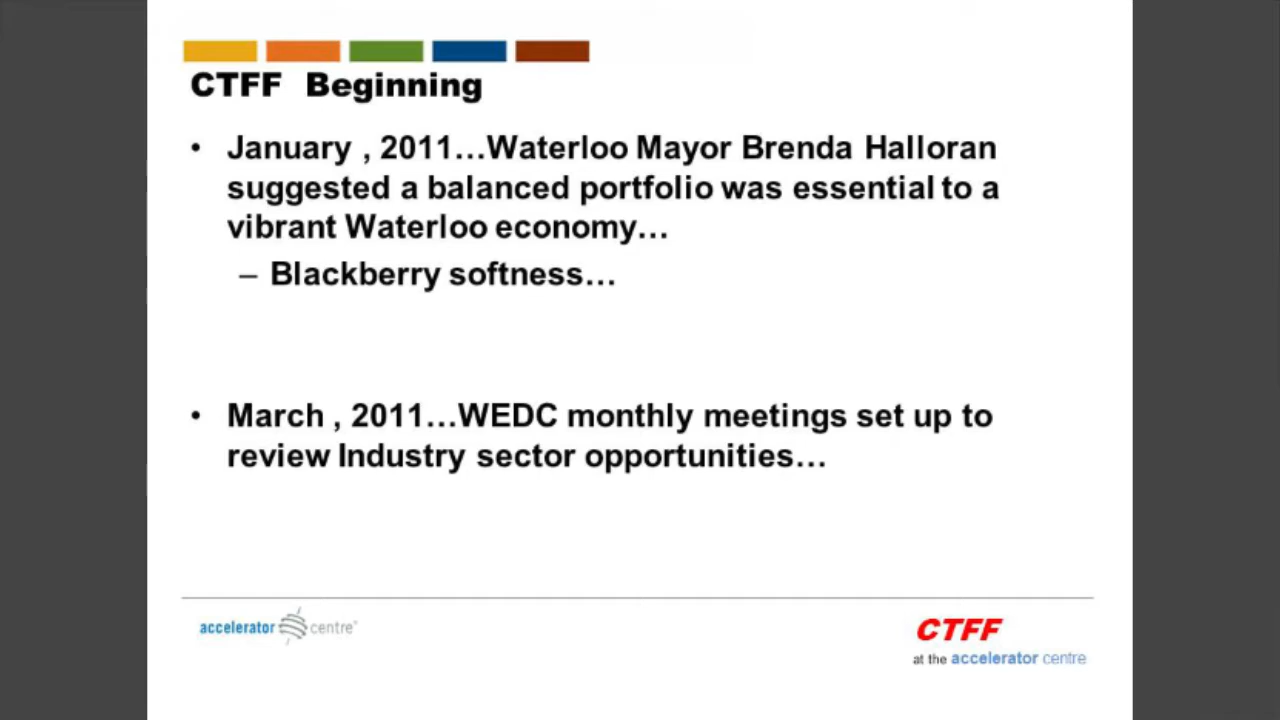 CTFF Beginning
• January , 2011…Waterloo Mayor Brenda Halloran
suggested a balanced portfolio was essential to a
vibrant Waterloo economy…
– Blackberry softness…
• March , 2011…WEDC monthly meetings set up to
review Industry sector opportunities…
accelerator centre
CTFF
at the accelerator centre